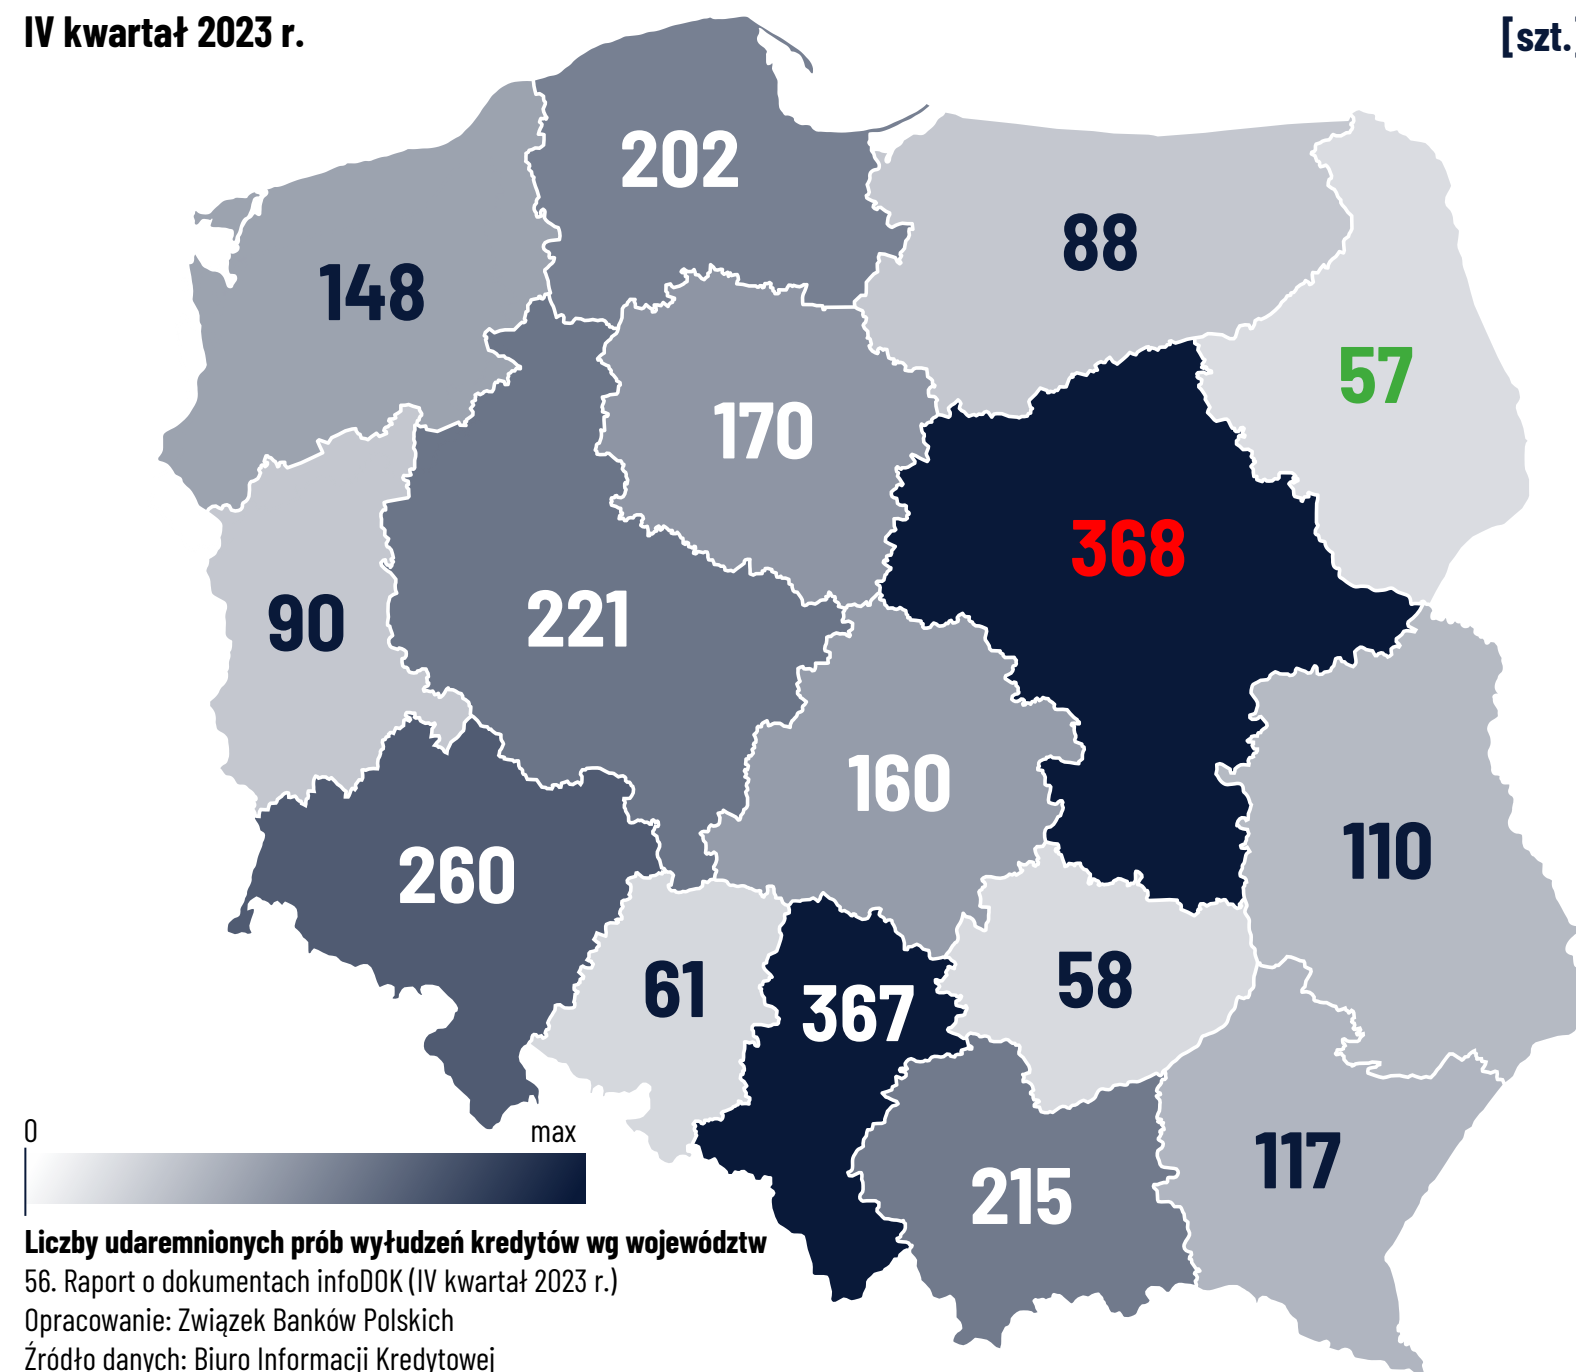 IV kwartał 2023 r.
[szt.]
202
88
148
57
170
368
90
221
160
110
260
61
367
58
117
215
0
max
Liczby udaremnionych prób wyłudzeń kredytów wg województw
56. Raport o dokumentach infoDOK (IV kwartał 2023 r.)
Opracowanie: Związek Banków Polskich
Źródło danych: Biuro Informacji Kredytowej